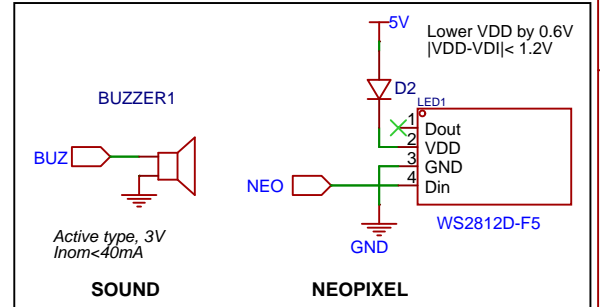 5V
Lower VDD by 0.6V
|VDD-VDI|< 1.2V
D2
BUZZER1
LED1
1 Dout
2 VDD
3 GND
4 Din
BUZ
NEO
WS2812D-F5
GND
Active type, 3V
Inom<40mA
SOUND
NEOPIXEL